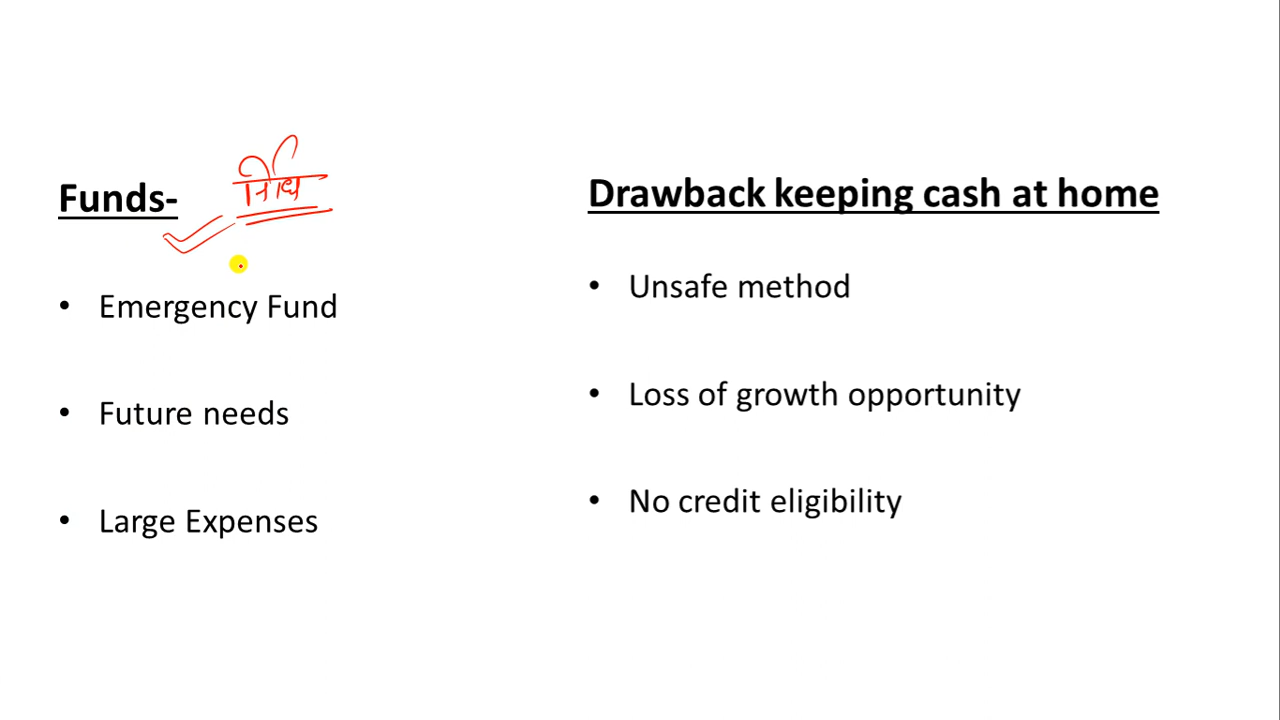 Funds-
निधि
• Emergency Fund
• Future needs
• Large Expenses
Drawback keeping cash at home
• Unsafe method
• Loss of growth opportunity
• No credit eligibility